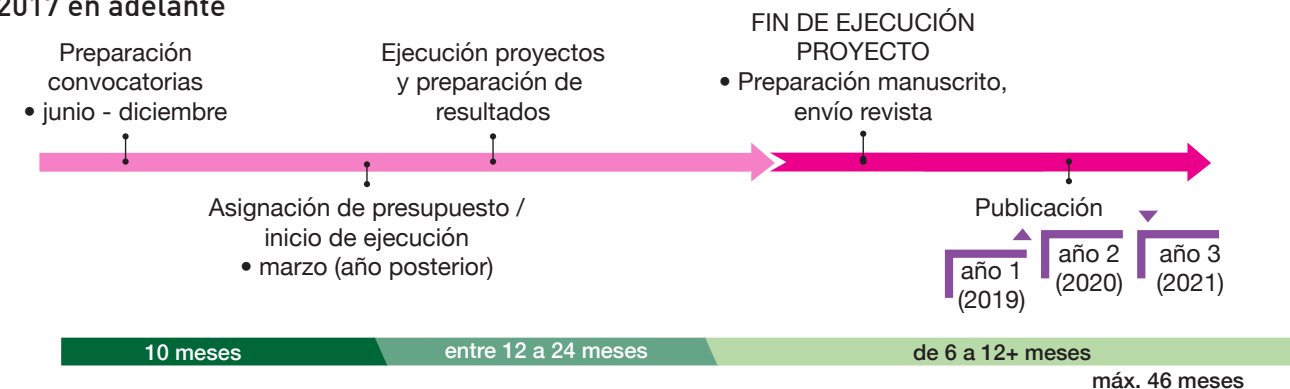 2017 en adelante
Preparación
convocatorias
• junio - diciembre
Ejecución proyectos
y preparación de
resultados
FIN DE EJECUCIÓN
PROYECTO
• Preparación manuscrito,
envío revista
Asignación de presupuesto /
inicio de ejecución
• marzo (año posterior)
Publicación
año 1
(2019)
año 2
(2020)
año 3
(2021)
10 meses
entre 12 a 24 meses
de 6 a 12+ meses
máx. 46 meses